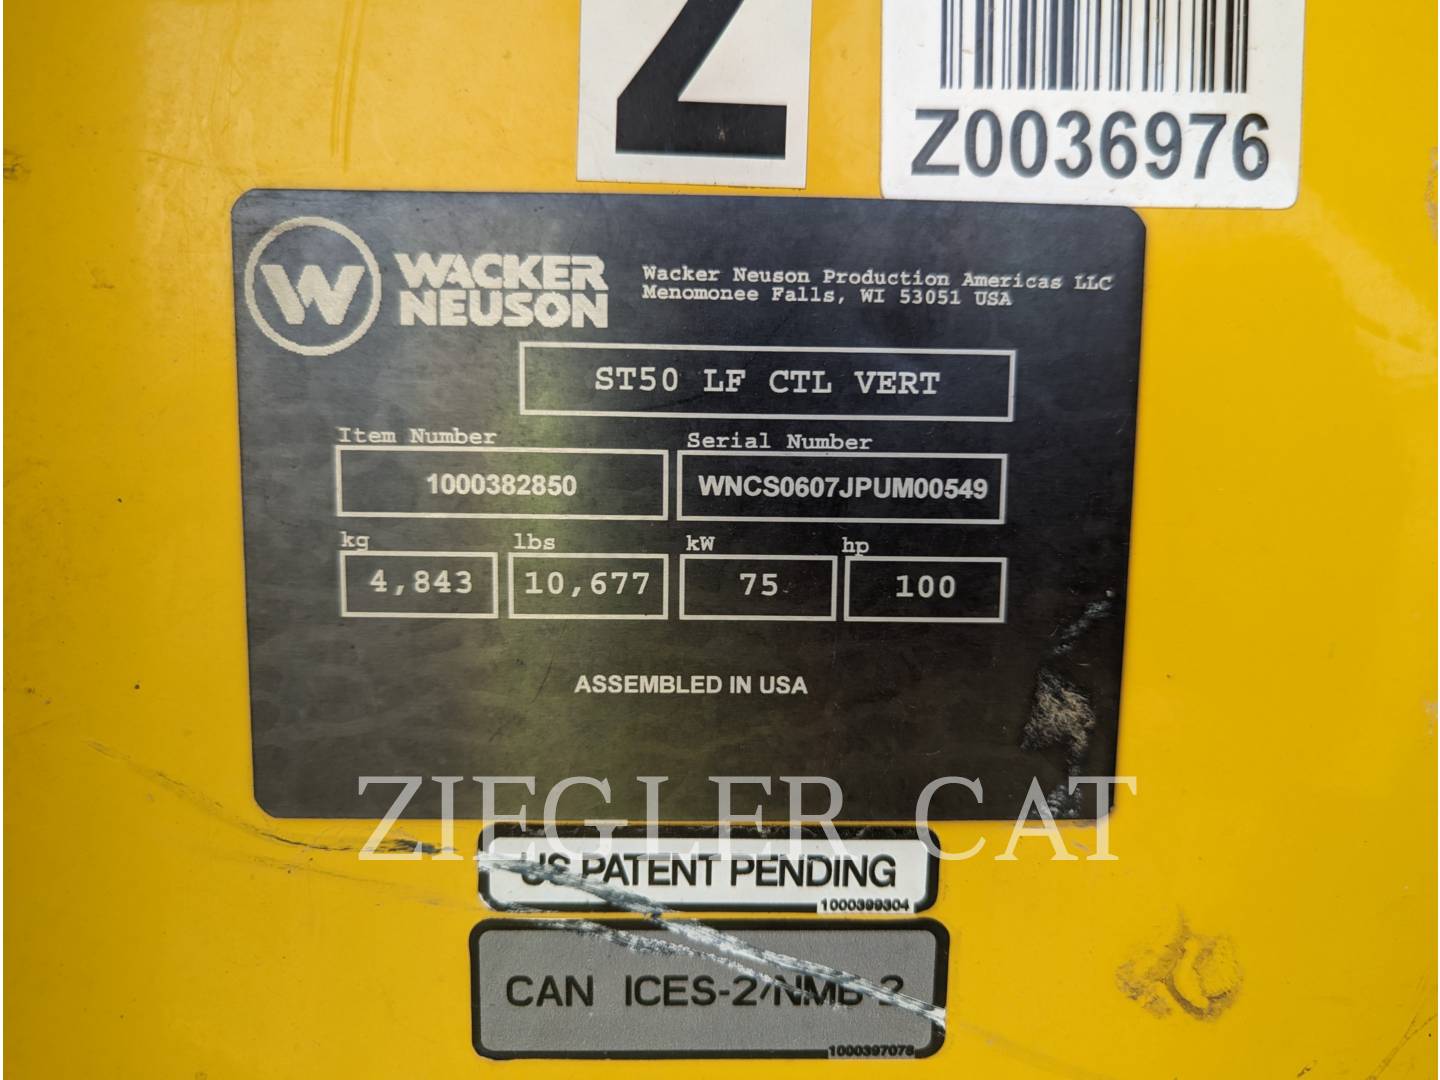 Z
Z0036976
W
WACKER
NEUSON
Wacker Neuson Production Americas LLC
Menomonee Falls, WI 53051 USA
ST50 LF CTL VERT
Item Number
Serial Number
1000382850
WNCS0607JPUM00549
kg
lbs
kW
hp
4,843
10,677
75
100
ASSEMBLED IN USA
ZIEGLER CAT
US PATENT PENDING
1000399304
CAN ICES-2/NMB-2
1000397078